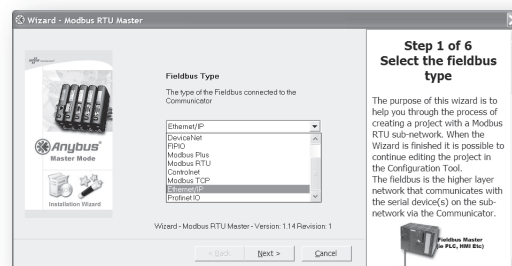 Wizard - Modbus RTU Master
Anybus®
Master Mode
Installation Wizard
Fieldbus Type
The type of the Fieldbus connected to the
Communicator
Ethernet/IP
DeviceNet
FIPIO
Modbus Plus
Modbus RTU
Controlnet
Modbus TCP
Ethernet/IP
Profinet IO
Wizard - Modbus RTU Master - Version: 1.14 Revision: 1
< Back
Next >
Cancel
Step 1 of 6
Select the fieldbus
type
The purpose of this wizard is to
help you through the process of
creating a project with a Modbus
RTU sub-network. When the
Wizard is finished it is possible to
continue editing the project in
the Configuration Tool.
The fieldbus is the higher layer
network that communicates with
the serial device(s) on the sub-
network via the Communicator.
Fieldbus Master
(ie PLC, HMI Etc)